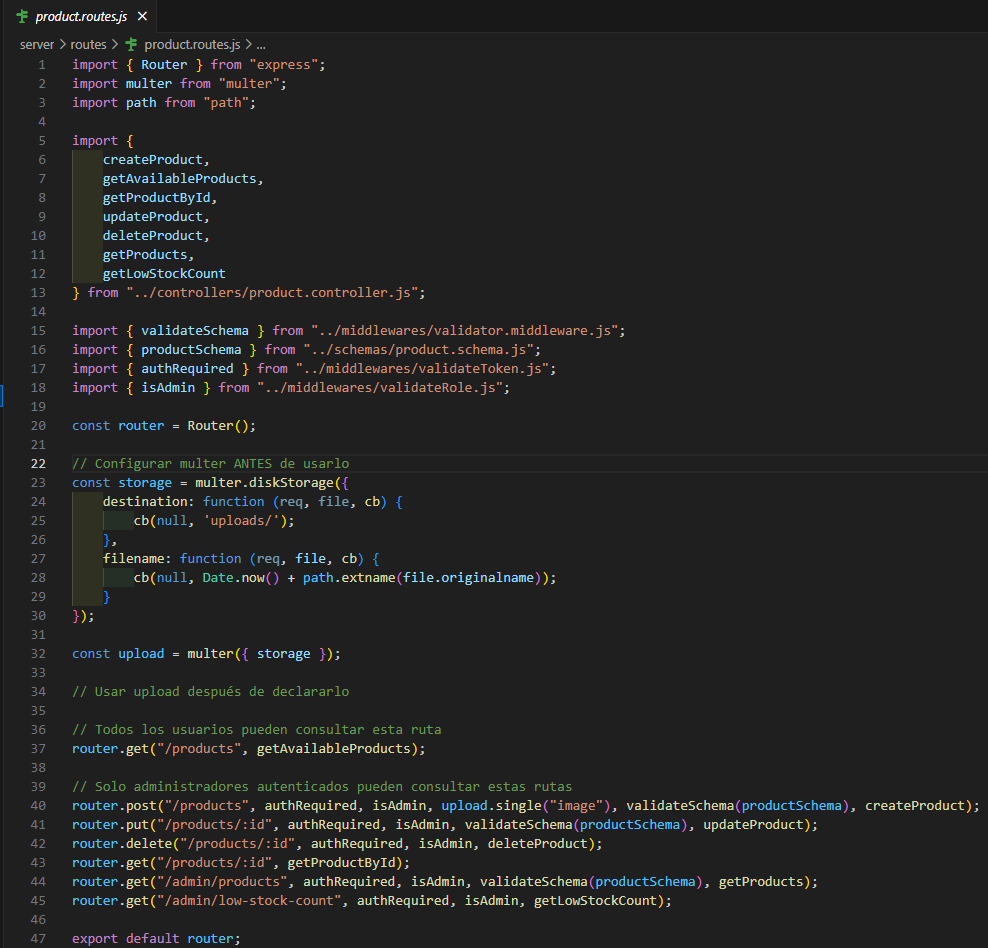 product.routes.js
server > routes > product.routes.js > ...
1 import { Router } from "express";
2 import multer from "multer";
3 import path from "path";
4
5 import {
6     createProduct,
7     getAvailableProducts,
8     getProductById,
9     updateProduct,
10     deleteProduct,
11     getProducts,
12     getLowStockCount
13 } from "../controllers/product.controller.js";
14
15 import { validateSchema } from "../middlewares/validator.middleware.js";
16 import { productSchema } from "../schemas/product.schema.js";
17 import { authRequired } from "../middlewares/validateToken.js";
18 import { isAdmin } from "../middlewares/validateRole.js";
19
20 const router = Router();
21
22 // Configurar multer ANTES de usarlo
23 const storage = multer.diskStorage({
24     destination: function (req, file, cb) {
25         cb(null, 'uploads/');
26     },
27     filename: function (req, file, cb) {
28         cb(null, Date.now() + path.extname(file.originalname));
29     }
30 });
31
32 const upload = multer({ storage });
33
34 // Usar upload después de declararlo
35
36 // Todos los usuarios pueden consultar esta ruta
37 router.get("/products", getAvailableProducts);
38
39 // Solo administradores autenticados pueden consultar estas rutas
40 router.post("/products", authRequired, isAdmin, upload.single("image"), validateSchema(productSchema), createProduct);
41 router.put("/products/:id", authRequired, isAdmin, validateSchema(productSchema), updateProduct);
42 router.delete("/products/:id", authRequired, isAdmin, deleteProduct);
43 router.get("/products/:id", getProductById);
44 router.get("/admin/products", authRequired, isAdmin, validateSchema(productSchema), getProducts);
45 router.get("/admin/low-stock-count", authRequired, isAdmin, getLowStockCount);
46
47 export default router;